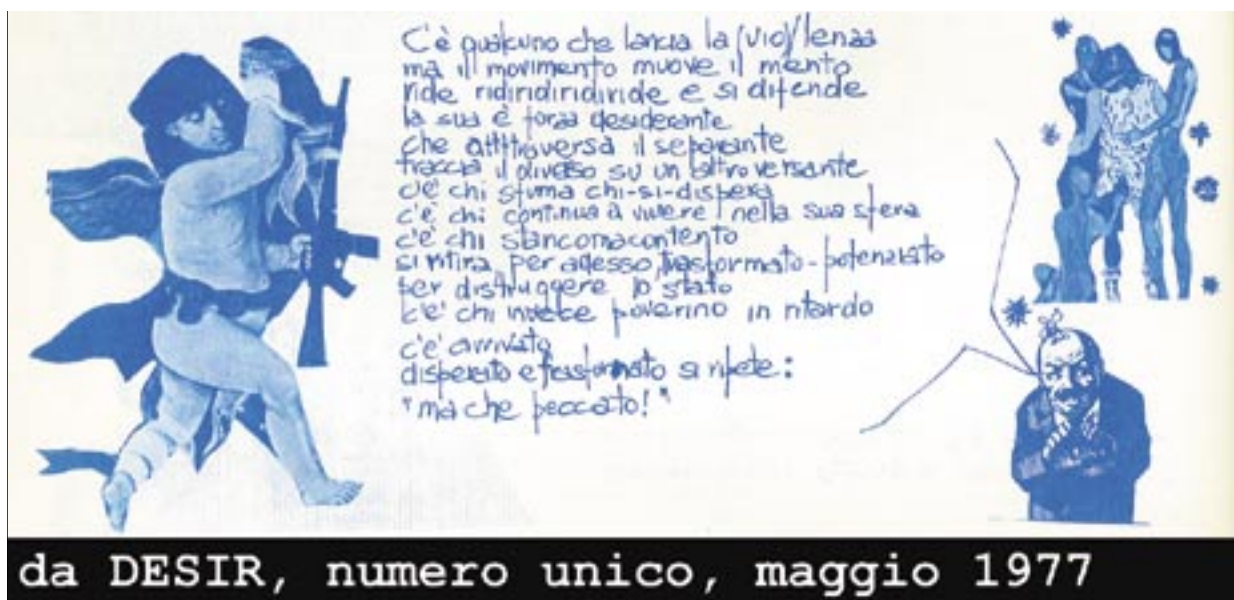 C'è qualcuno che lancia la (vio)/lenza
ma il movimento muove il mento
ride ridiridiridiride e si difende
la sua è forza desiderante
che attttroversa il separante
traccia il diverso su un altro versante
c'è chi sfuma chi-si-dispera
c'è chi continua a vivere nella sua sfera
c'è chi stancomacontento
si ritira, per adesso, trasformato-potenziato
per distruggere lo stato
c'è chi invece poverino in ritardo
c'è arrivato
disperato e trasformato si ripete:
"ma che peccato!"
da DESIR, numero unico, maggio 1977